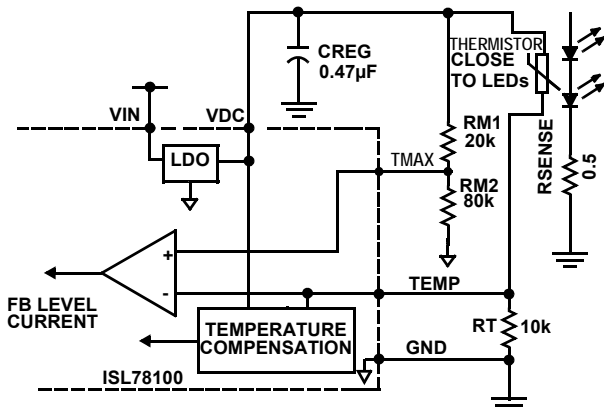 CREG
0.47µF
THERMISTOR
CLOSE
TO LEDs
VIN
VDC
LDO
TMAX
RM1
20k
RM2
80k
RSENSE
0.5
+
-
FB LEVEL
CURRENT
TEMP
TEMPERATURE
COMPENSATION
RT
10k
GND
ISL78100